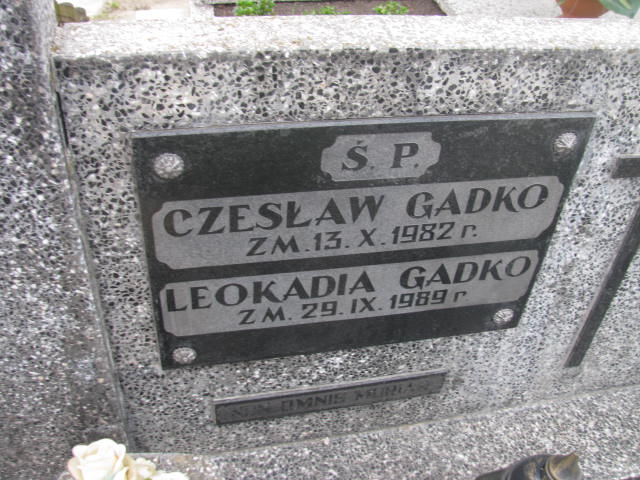 Ś. P.
CZESŁAW GADKO
ZM. 13. X. 1982 r.
LEOKADIA GADKO
ZM. 29. IX. 1989 r
NON OMNIS MORIAR